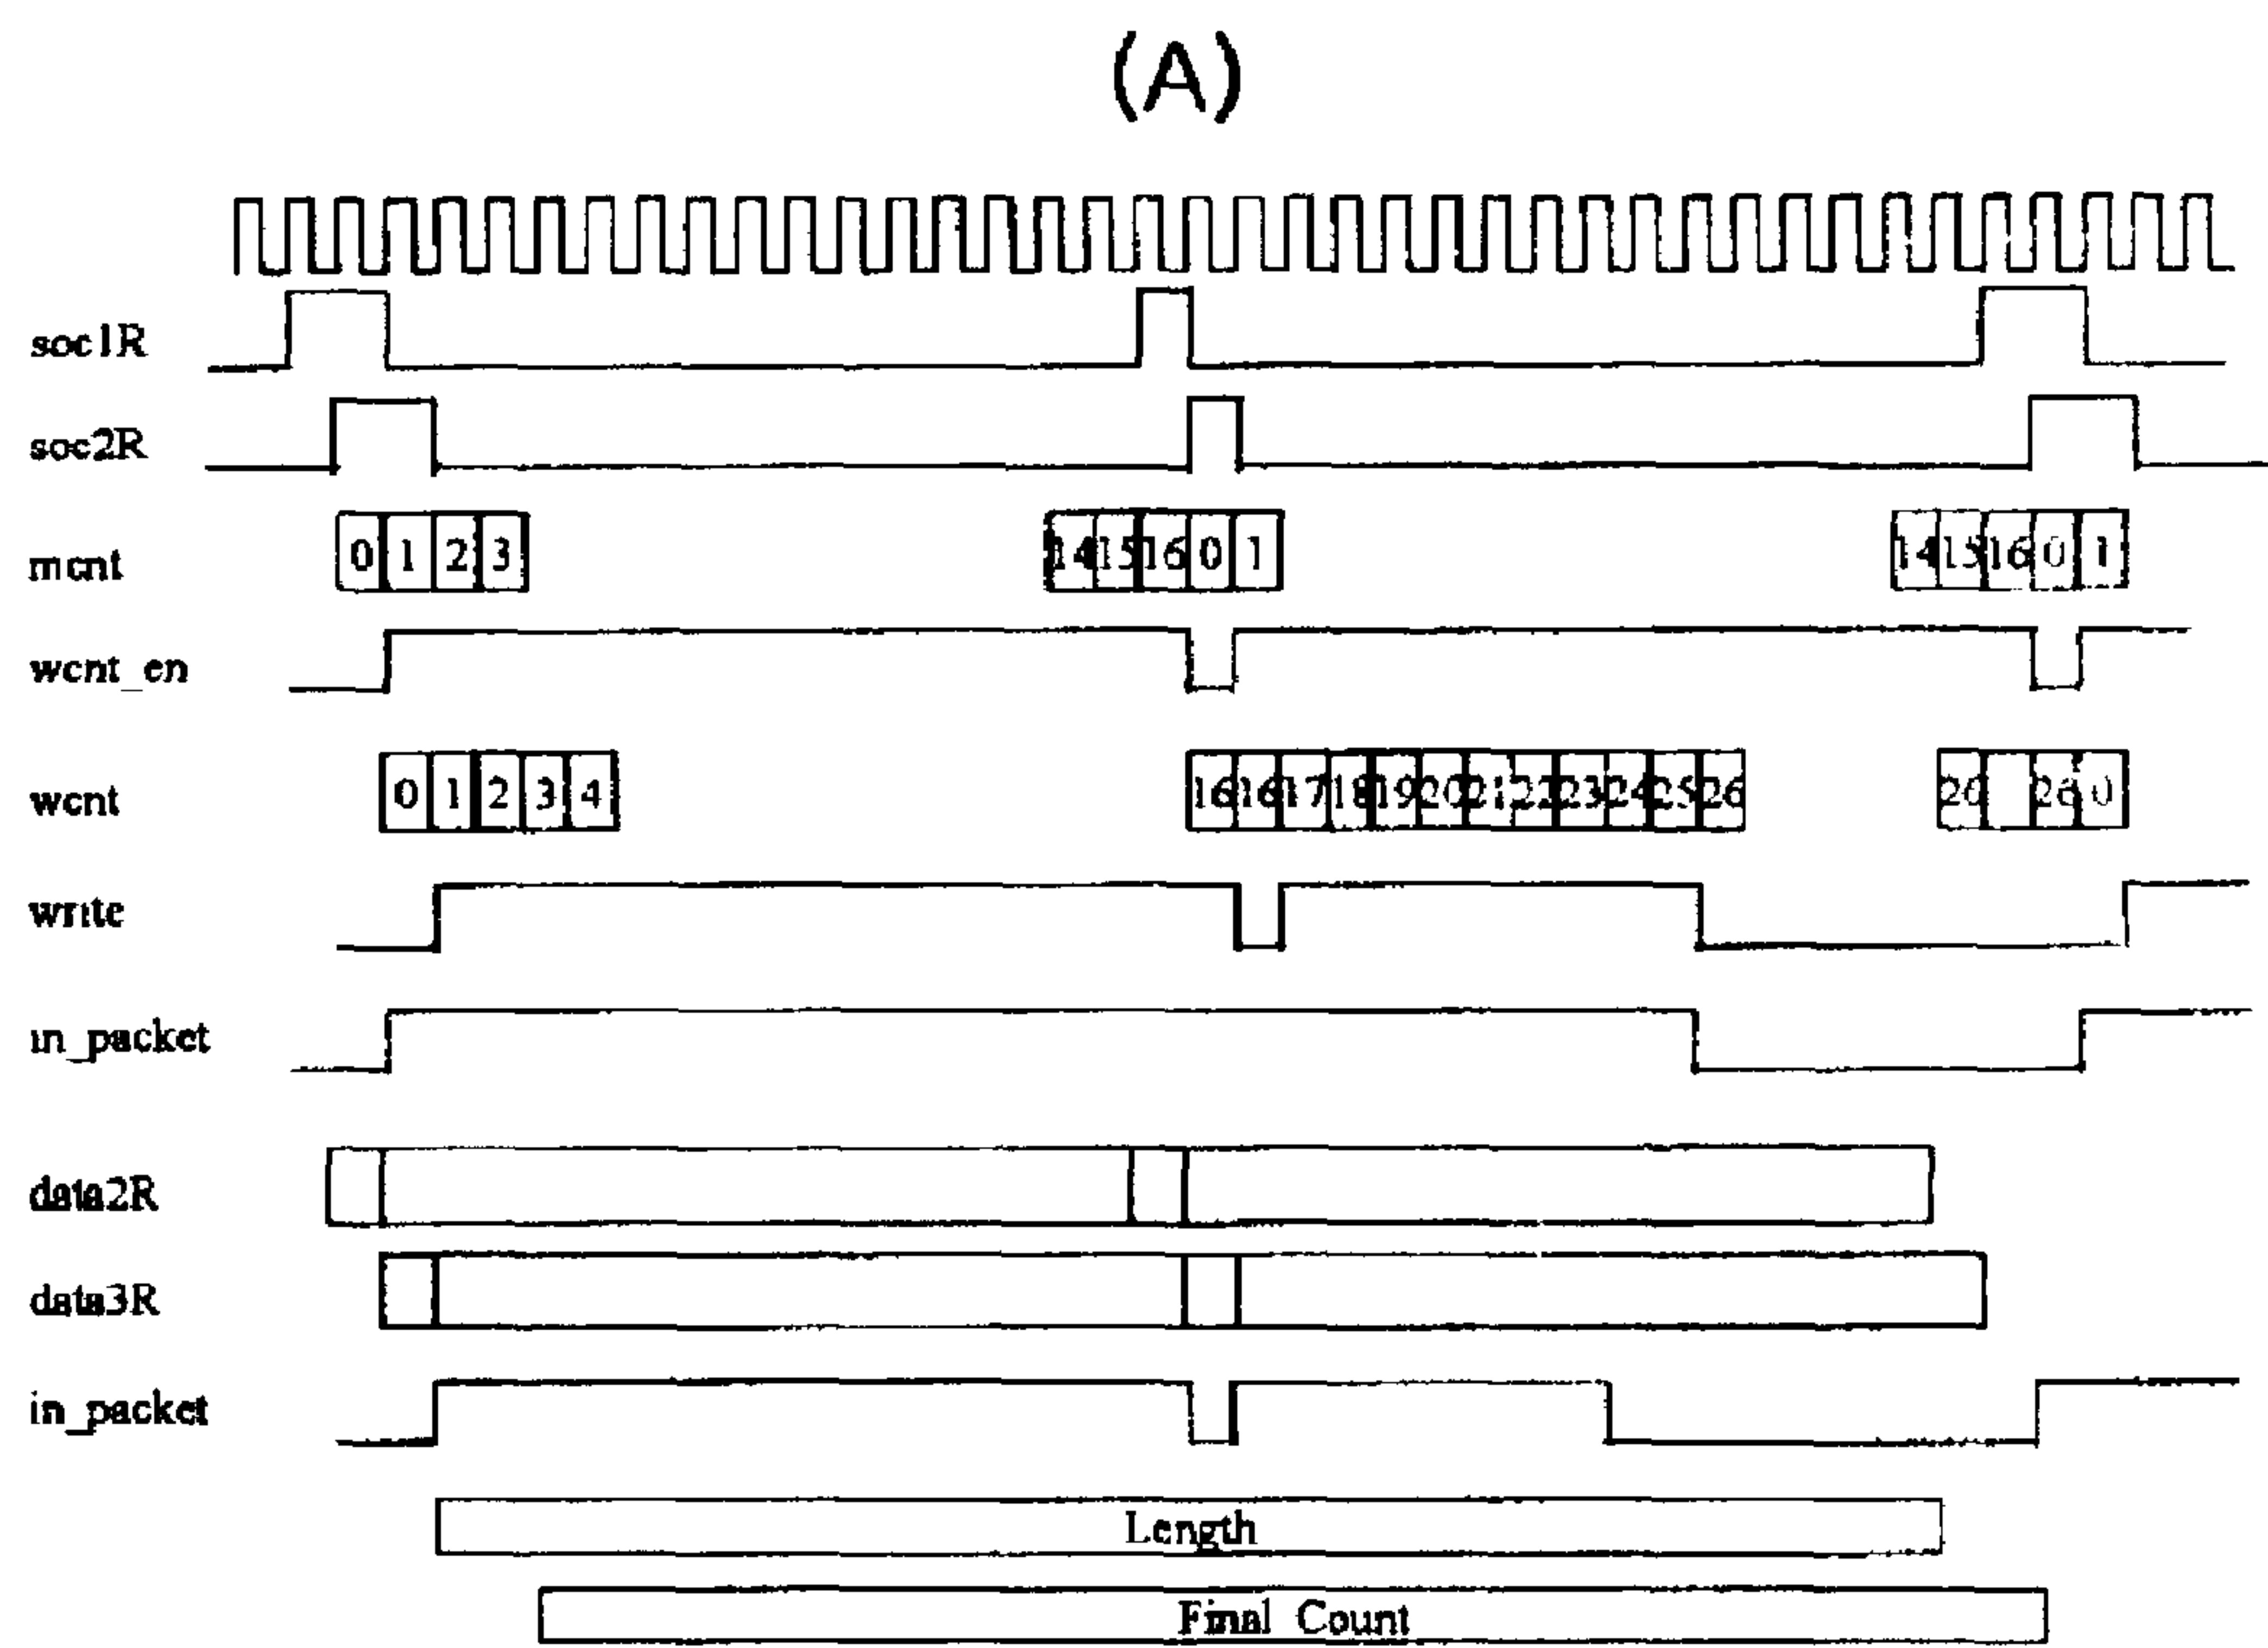 (A)
soc1R
soc2R
mcnt 0 1 2 3 14 15 16 0 1 14 15 16 0 1
wcnt_en
wcnt 0 1 2 3 4 16 16 17 18 19 20 21 22 23 24 25 26 26 26 0
write
in_packet
data2R
data3R
in_packet
Length
Final Count